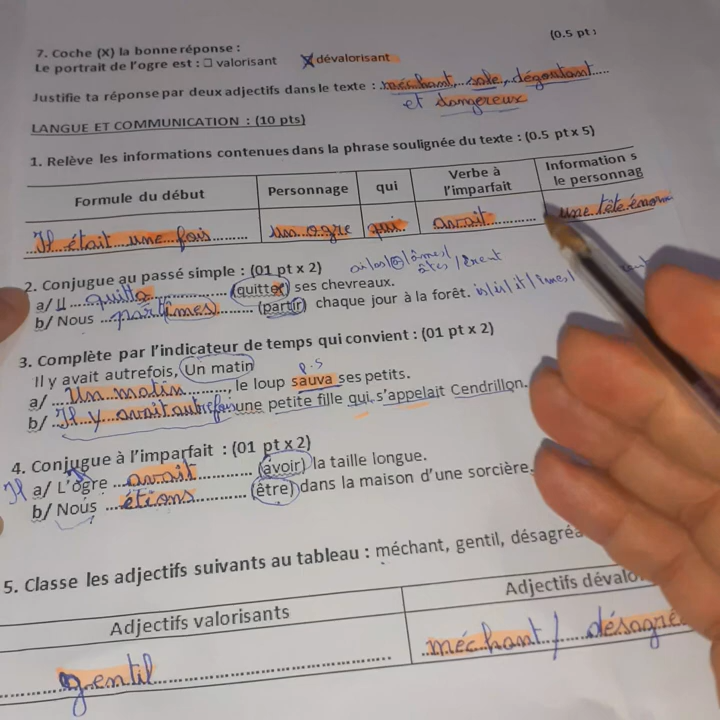 (0.5 pt)
7. Coche (X) la bonne réponse :
Le portrait de l'ogre est : ☐ valorisant X dévalorisant
Justifie ta réponse par deux adjectifs dans le texte : méchant, sale, dégoutant
et dangereux
LANGUE ET COMMUNICATION : (10 pts)
1. Relève les informations contenues dans la phrase soulignée du texte : (0.5 pt x 5)
Formule du début Personnage qui Verbe à l'imparfait Information s le personnag
Il était une fois un ogre qui avait une tête énorm
2. Conjugue au passé simple : (01 pt x 2)
a/ Il quitta (quitter) ses chevreaux.
b/ Nous partîmes (partir) chaque jour à la forêt.
3. Complète par l'indicateur de temps qui convient : (01 pt x 2)
Il y avait autrefois, Un matin
p.s
a/ Un matin, le loup sauva ses petits.
b/ Il y avait autrefois une petite fille qui s'appelait Cendrillon.
4. Conjugue à l'imparfait : (01 pt x 2)
Il a/ L'ogre avait (avoir) la taille longue.
b/ Nous étions (être) dans la maison d'une sorcière.
5. Classe les adjectifs suivants au tableau : méchant, gentil, désagréa
Adjectifs valorisants Adjectifs dévalo
gentil méchant / désagré